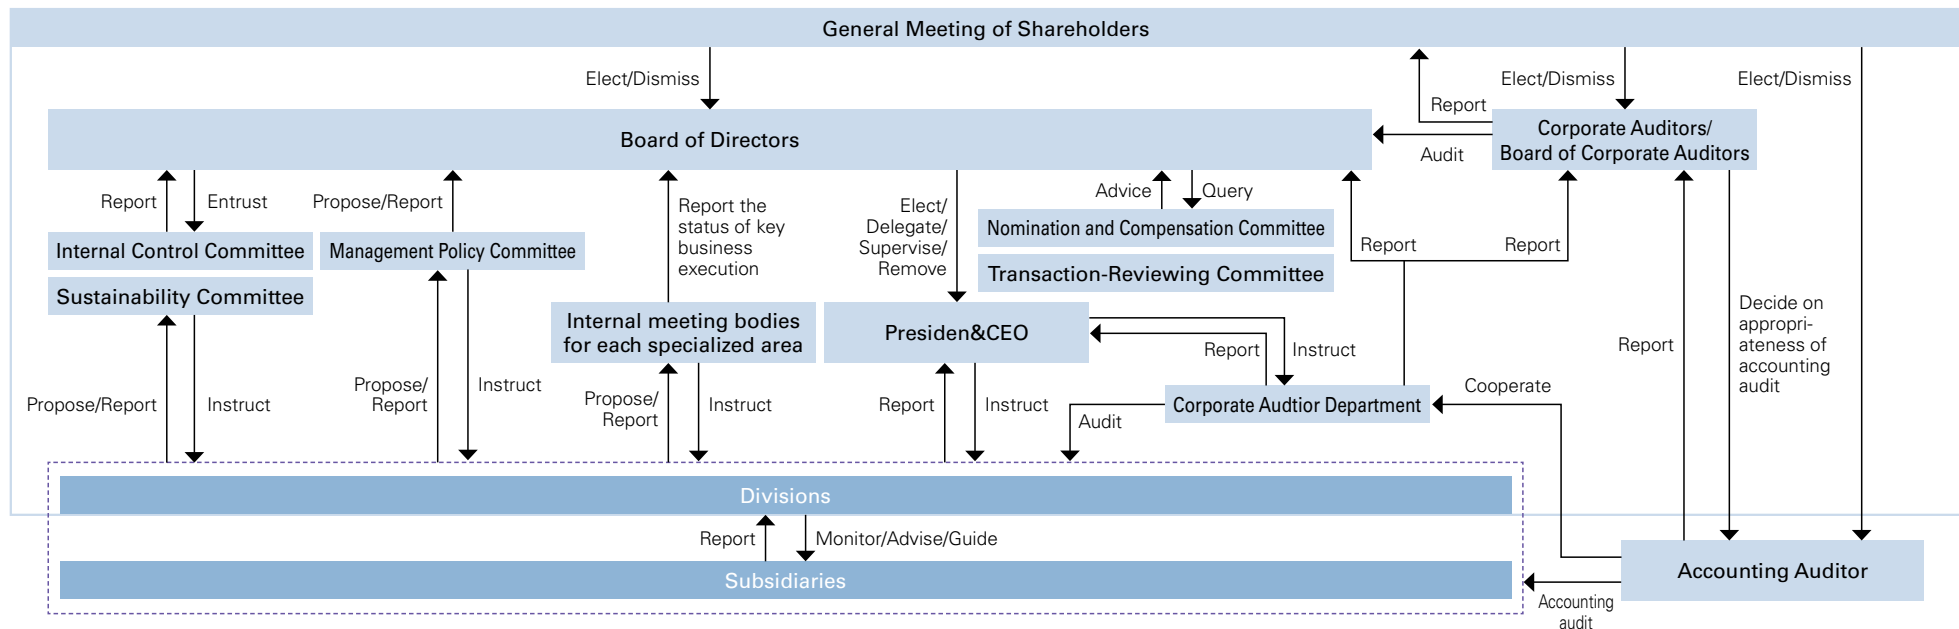 General Meeting of Shareholders
Elect/Dismiss
Elect/Dismiss
Elect/Dismiss
Report
Board of Directors
Corporate Auditors/
Board of Corporate Auditors
Audit
Report
Entrust
Propose/Report
Report the
status of key
business
execution
Elect/
Delegate/
Supervise/
Remove
Advice
Query
Nomination and Compensation Committee
Transaction-Reviewing Committee
Report
Report
Internal Control Committee
Sustainability Committee
Management Policy Committee
Internal meeting bodies
for each specialized area
Presiden&CEO
Report
Instruct
Report
Decide on
appropri-
ateness of
accounting
audit
Propose/Report
Instruct
Propose/
Report
Instruct
Propose/
Report
Instruct
Report
Instruct
Audit
Corporate Audtior Department
Cooperate
Divisions
Report
Monitor/Advise/Guide
Subsidiaries
Accounting Auditor
Accounting
audit